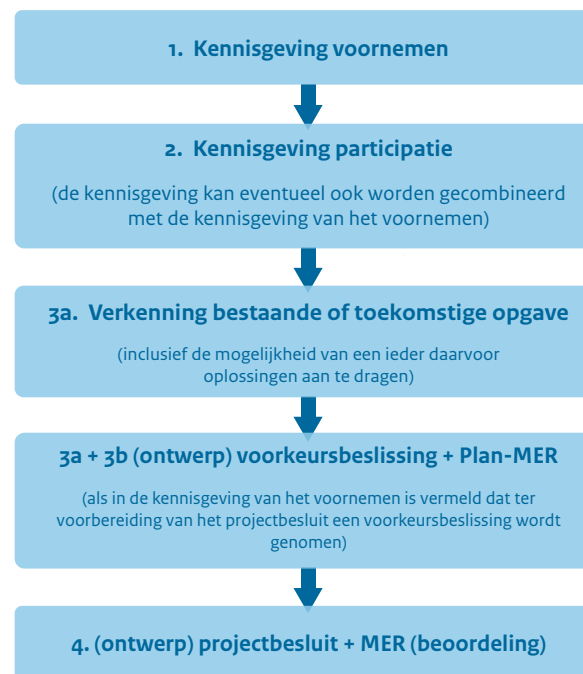 1. Kennisgeving voornemen
2. Kennisgeving participatie
(de kennisgeving kan eventueel ook worden gecombineerd
met de kennisgeving van het voornemen)
3a. Verkenning bestaande of toekomstige opgave
(inclusief de mogelijkheid van een ieder daarvoor
oplossingen aan te dragen)
3a + 3b (ontwerp) voorkeursbeslissing + Plan-MER
(als in de kennisgeving van het voornemen is vermeld dat ter
voorbereiding van het projectbesluit een voorkeursbeslissing wordt
genomen)
4. (ontwerp) projectbesluit + MER (beoordeling)